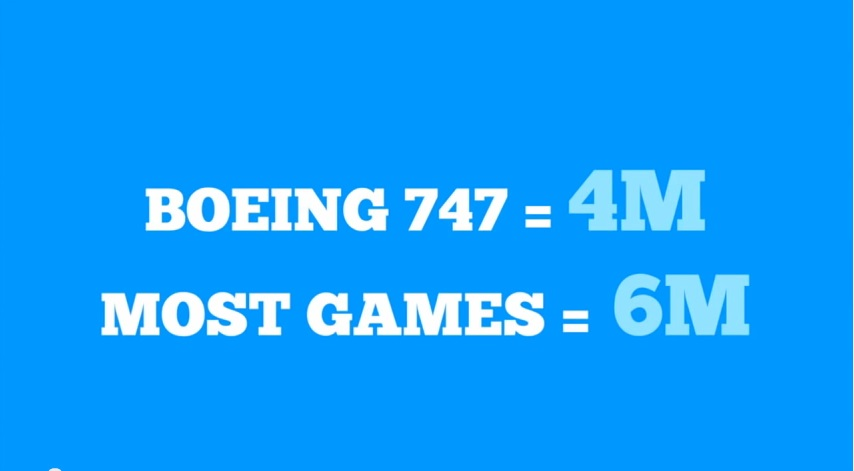 BOEING 747 = 4M
MOST GAMES = 6M